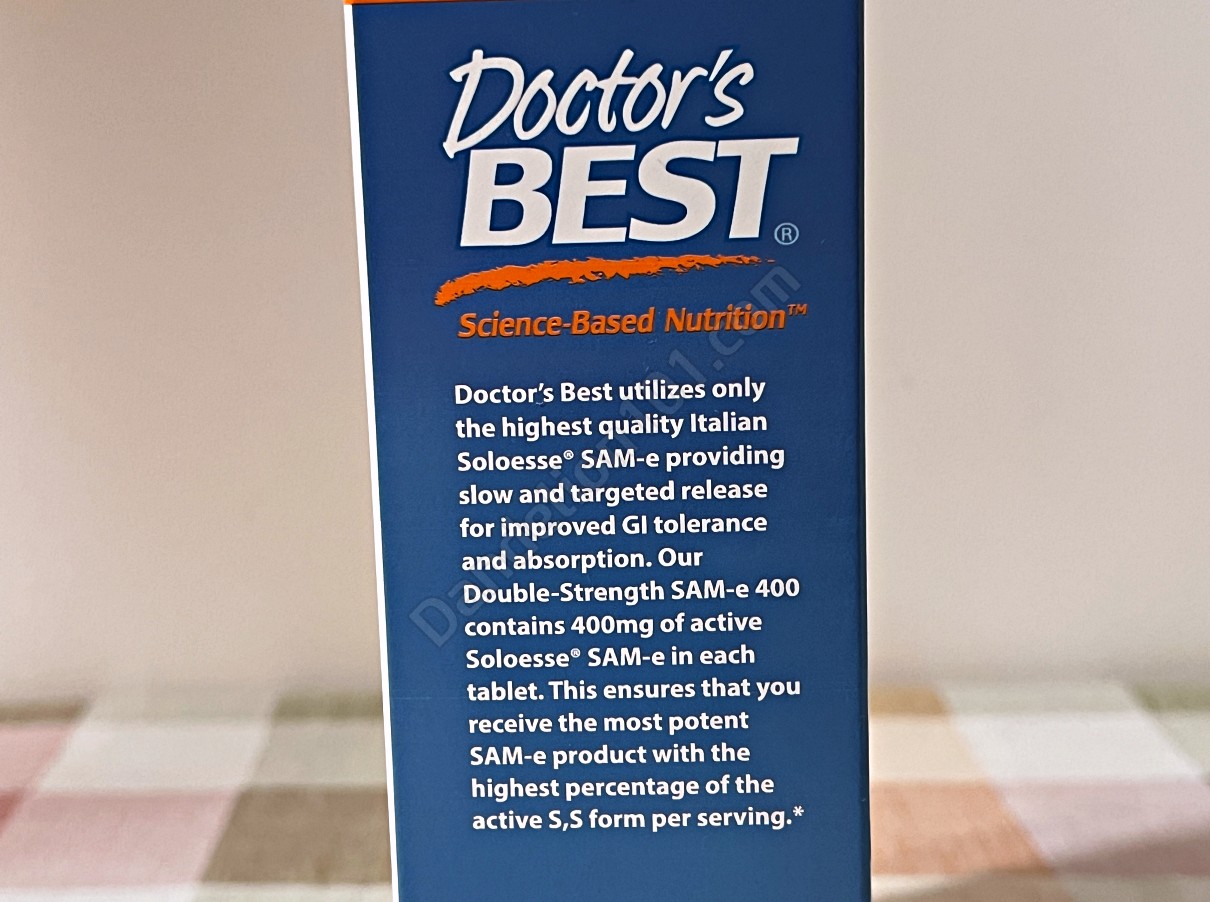 Doctor's
BEST®
Science-Based Nutrition™
Doctor's Best utilizes only
the highest quality Italian
Soloesse® SAM-e providing
slow and targeted release
for improved GI tolerance
and absorption. Our
Double-Strength SAM-e 400
contains 400mg of active
Soloesse® SAM-e in each
tablet. This ensures that you
receive the most potent
SAM-e product with the
highest percentage of the
active S,S form per serving.*